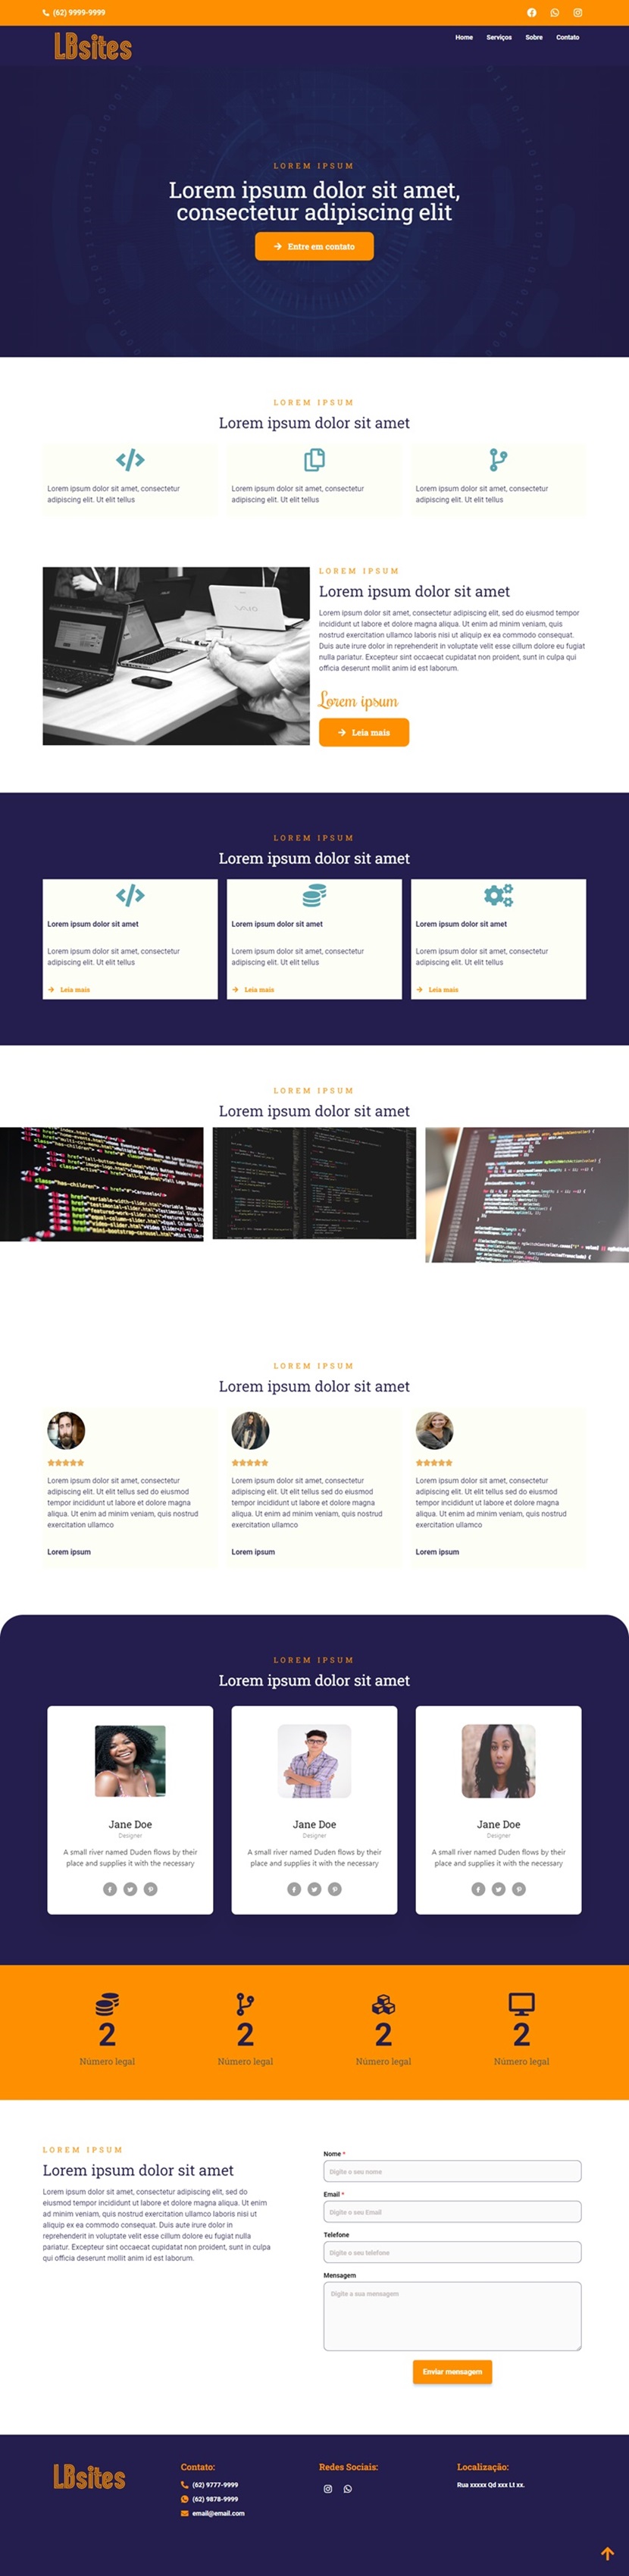 (62) 9999-9999
LBsites
Home Serviços Sobre Contato
LOREM IPSUM
Lorem ipsum dolor sit amet,
consectetur adipiscing elit
Entre em contato
LOREM IPSUM
Lorem ipsum dolor sit amet
Lorem ipsum dolor sit amet, consectetur
adipiscing elit. Ut elit tellus
Lorem ipsum dolor sit amet, consectetur
adipiscing elit. Ut elit tellus
Lorem ipsum dolor sit amet, consectetur
adipiscing elit. Ut elit tellus
VAIO
LOREM IPSUM
Lorem ipsum dolor sit amet
Lorem ipsum dolor sit amet, consectetur adipiscing elit, sed do eiusmod tempor
incididunt ut labore et dolore magna aliqua. Ut enim ad minim veniam, quis
nostrud exercitation ullamco laboris nisi ut aliquip ex ea commodo consequat.
Duis aute irure dolor in reprehenderit in voluptate velit esse cillum dolore eu fugiat
nulla pariatur. Excepteur sint occaecat cupidatat non proident, sunt in culpa qui
officia deserunt mollit anim id est laborum.
Lorem ipsum
Leia mais
LOREM IPSUM
Lorem ipsum dolor sit amet
Lorem ipsum dolor sit amet
Lorem ipsum dolor sit amet, consectetur
adipiscing elit. Ut elit tellus
Leia mais
Lorem ipsum dolor sit amet
Lorem ipsum dolor sit amet, consectetur
adipiscing elit. Ut elit tellus
Leia mais
Lorem ipsum dolor sit amet
Lorem ipsum dolor sit amet, consectetur
adipiscing elit. Ut elit tellus
Leia mais
LOREM IPSUM
Lorem ipsum dolor sit amet
LOREM IPSUM
Lorem ipsum dolor sit amet
Lorem ipsum dolor sit amet, consectetur
adipiscing elit. Ut elit tellus sed do eiusmod
tempor incididunt ut labore et dolore magna
aliqua. Ut enim ad minim veniam, quis nostrud
exercitation ullamco
Lorem ipsum
Lorem ipsum dolor sit amet, consectetur
adipiscing elit. Ut elit tellus sed do eiusmod
tempor incididunt ut labore et dolore magna
aliqua. Ut enim ad minim veniam, quis nostrud
exercitation ullamco
Lorem ipsum
Lorem ipsum dolor sit amet, consectetur
adipiscing elit. Ut elit tellus sed do eiusmod
tempor incididunt ut labore et dolore magna
aliqua. Ut enim ad minim veniam, quis nostrud
exercitation ullamco
Lorem ipsum
LOREM IPSUM
Lorem ipsum dolor sit amet
Jane Doe
Designer
A small river named Duden flows by their
place and supplies it with the necessary
Jane Doe
Designer
A small river named Duden flows by their
place and supplies it with the necessary
Jane Doe
Designer
A small river named Duden flows by their
place and supplies it with the necessary
2
Número legal
2
Número legal
2
Número legal
2
Número legal
LOREM IPSUM
Lorem ipsum dolor sit amet
Lorem ipsum dolor sit amet, consectetur adipiscing elit, sed do
eiusmod tempor incididunt ut labore et dolore magna aliqua. Ut enim
ad minim veniam, quis nostrud exercitation ullamco laboris nisi ut
aliquip ex ea commodo consequat. Duis aute irure dolor in
reprehenderit in voluptate velit esse cillum dolore eu fugiat nulla
pariatur. Excepteur sint occaecat cupidatat non proident, sunt in culpa
qui officia deserunt mollit anim id est laborum.
Nome *
Digite o seu nome
Email *
Digite o seu Email
Telefone
Digite o seu telefone
Mensagem
Digite a sua mensagem
Enviar mensagem
LBsites
Contato:
(62) 9777-9999
(62) 9878-9999
email@email.com
Redes Sociais:
Localização:
Rua xxxxx Qd xxx Lt xx.